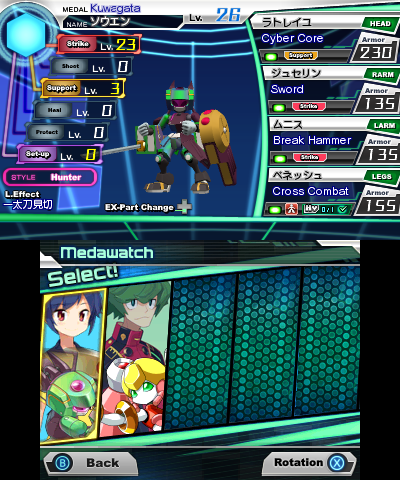 MEDAL Kuwagata
NAME ソウエン
Lv. 26
Strike Lv. 23
Shoot Lv. 0
Support Lv. 3
Heal Lv. 0
Protect Lv. 0
Set-up Lv. 0
STYLE Hunter
L.Effect
一太刀見切
EX-Part Change
ラトレイユ HEAD
Cyber Core Armor
Support 230
ジュセリン RARM
Sword Armor
Strike 135
ムニス LARM
Break Hammer Armor
Strike 135
ペネッシュ LEGS
Cross Combat Armor
Hv 0/1 155
Medawatch
Select!
B Back
Rotation X